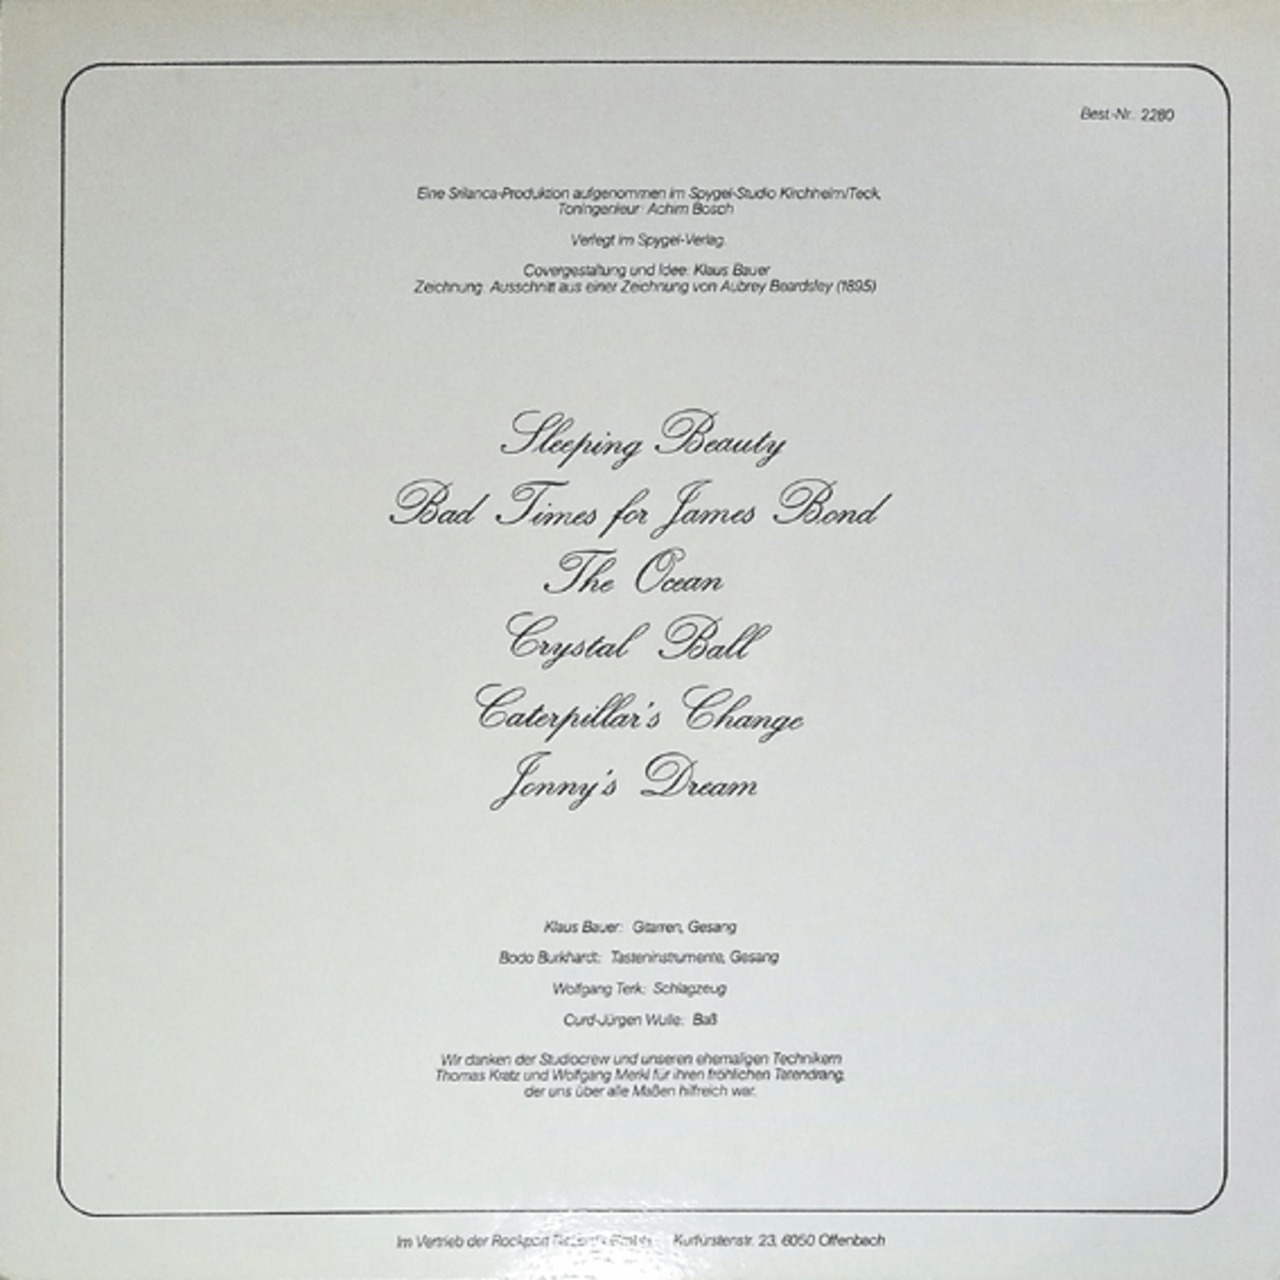 Best.-Nr. 2280
Eine Srilanca-Produktion aufgenommen im Spygel-Studio Kirchheim/Teck.
Toningenieur: Achim Bosch
Verlegt im Spygel-Verlag.
Covergestaltung und Idee: Klaus Bauer
Zeichnung: Ausschnitt aus einer Zeichnung von Aubrey Beardsley (1895)
Sleeping Beauty
Bad Times for James Bond
The Ocean
Crystal Ball
Caterpillar's Change
Jonny's Dream
Klaus Bauer: Gitarren, Gesang
Bodo Burkhardt: Tasteninstrumente, Gesang
Wolfgang Terk: Schlagzeug
Curd-Jürgen Wulle: Baß
Wir danken der Studiocrew und unseren ehemaligen Technikern
Thomas Kratz und Wolfgang Merkl für ihren fröhlichen Tatendrang,
der uns über alle Maßen hilfreich war.
Im Vertrieb der Rockport Kurfürstenstr. 23, 6050 Offenbach